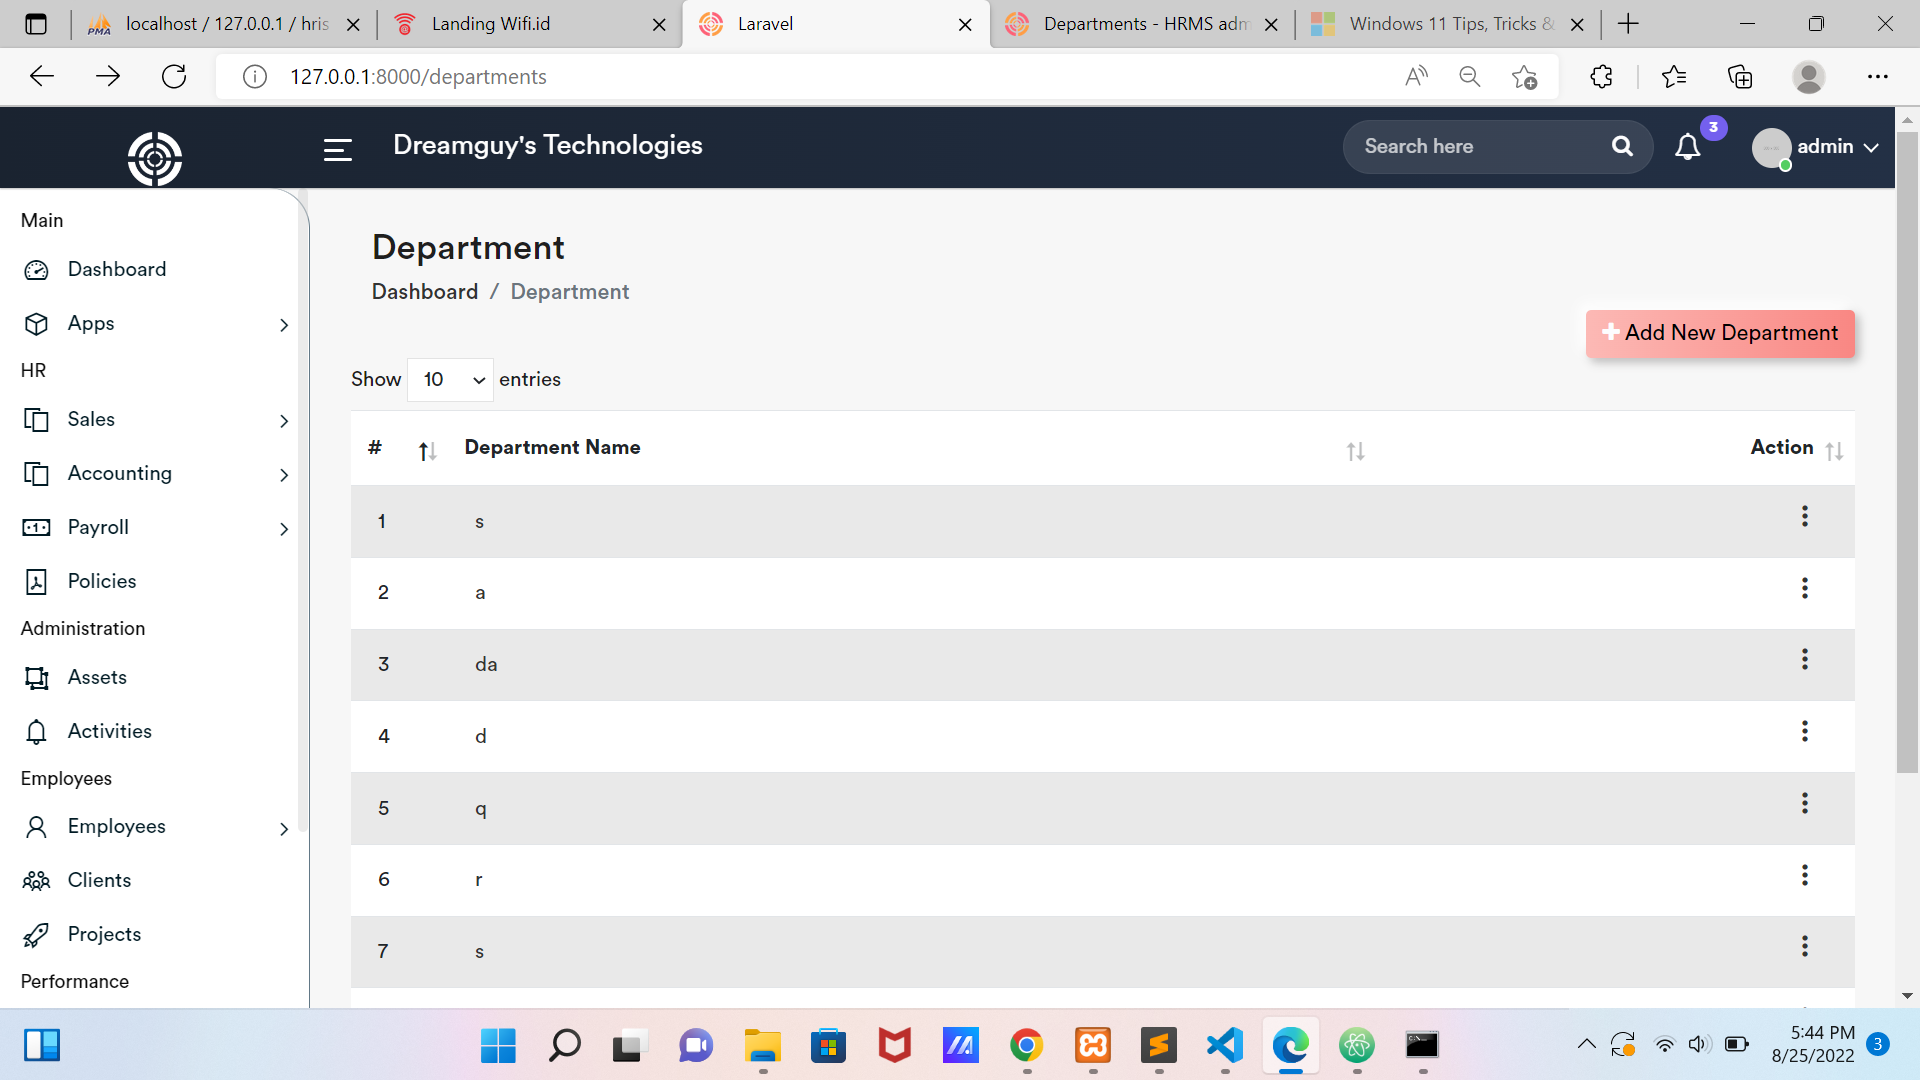 localhost / 127.0.0.1 / hris
Landing Wifi.id
Laravel
Departments - HRMS adm
Windows 11 Tips, Tricks &
127.0.0.1:8000/departments
Dreamguy's Technologies
Search here
3
admin
Main
Dashboard
Apps
HR
Sales
Accounting
Payroll
Policies
Administration
Assets
Activities
Employees
Employees
Clients
Projects
Performance
Department
Dashboard / Department
Add New Department
Show 10 entries
# Department Name Action
1 s
2 a
3 da
4 d
5 q
6 r
7 s
5:44 PM
8/25/2022
3